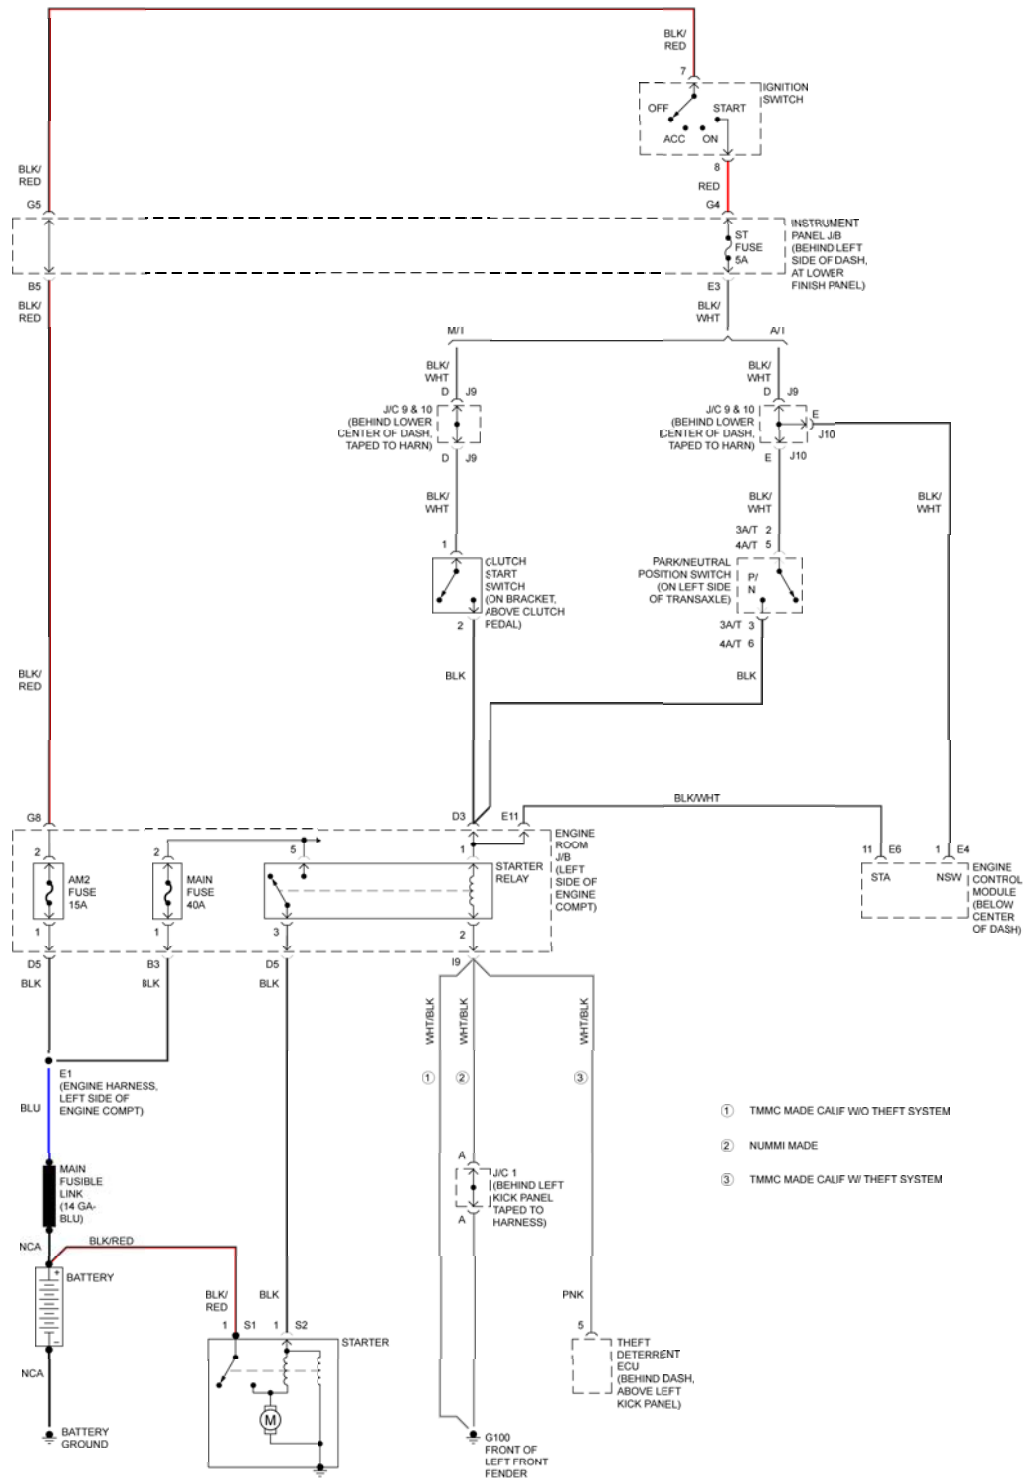 BLK/
RED
7
IGNITION
SWITCH
OFF
START
ACC
ON
8
RED
BLK/
RED
G5
G4
INSTRUMENT
PANEL J/B
(BEHIND LEFT
SIDE OF DASH,
AT LOWER
FINISH PANEL)
ST
FUSE
5A
B5
E3
BLK/
RED
BLK/
WHT
M/T
A/T
BLK/
WHT
BLK/
WHT
D J9
D J9
J/C 9 & 10
(BEHIND LOWER
CENTER OF DASH,
TAPED TO HARN)
J/C 9 & 10
(BEHIND LOWER
CENTER OF DASH,
TAPED TO HARN)
E
J10
D J9
E J10
BLK/
WHT
BLK/
WHT
BLK/
WHT
3A/T 2
4A/T 5
1
CLUTCH
START
SWITCH
(ON BRACKET,
ABOVE CLUTCH
PEDAL)
PARK/NEUTRAL
POSITION SWITCH
(ON LEFT SIDE
OF TRANSAXLE)
P/
N
2
3A/T 3
4A/T 6
BLK/
RED
BLK
BLK
BLK/WHT
G8
D3
E11
ENGINE
ROOM
J/B
(LEFT
SIDE OF
ENGINE
COMPT)
2
2
5
1
11 E6
1 E4
AM2
FUSE
15A
MAIN
FUSE
40A
STARTER
RELAY
STA
NSW
ENGINE
CONTROL
MODULE
(BELOW
CENTER
OF DASH)
1
1
3
2
D5
B3
D5
I9
BLK
BLK
BLK
WHT/BLK
WHT/BLK
WHT/BLK
1
2
3
E1
(ENGINE HARNESS,
LEFT SIDE OF
ENGINE COMPT)
BLU
① TMMC MADE CALIF W/O THEFT SYSTEM
② NUMMI MADE
③ TMMC MADE CALIF W/ THEFT SYSTEM
MAIN
FUSIBLE
LINK
(14 GA-
BLU)
A
J/C 1
(BEHIND LEFT
KICK PANEL
TAPED TO
HARNESS)
A
NCA
BLK/RED
+
BATTERY
-
BLK/
RED
BLK
PNK
1 S1
1 S2
5
STARTER
M
THEFT
DETERRENT
ECU
(BEHIND DASH,
ABOVE LEFT
KICK PANEL)
NCA
BATTERY
GROUND
G100
FRONT OF
LEFT FRONT
FENDER